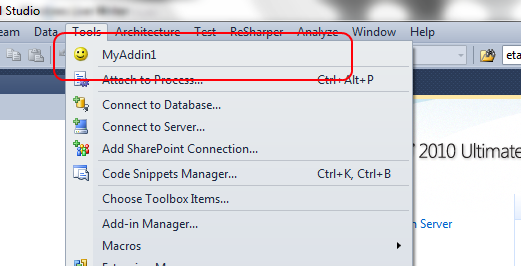 Studio
Data Tools Architecture Test ReSharper Analyze Window Help
MyAddin1
eta
Attach to Process... Ctrl+Alt+P
Connect to Database...
Connect to Server...
Add SharePoint Connection...
2010 Ultimate
Code Snippets Manager... Ctrl+K, Ctrl+B
Choose Toolbox Items...
Add-in Manager...
n Server
Macros